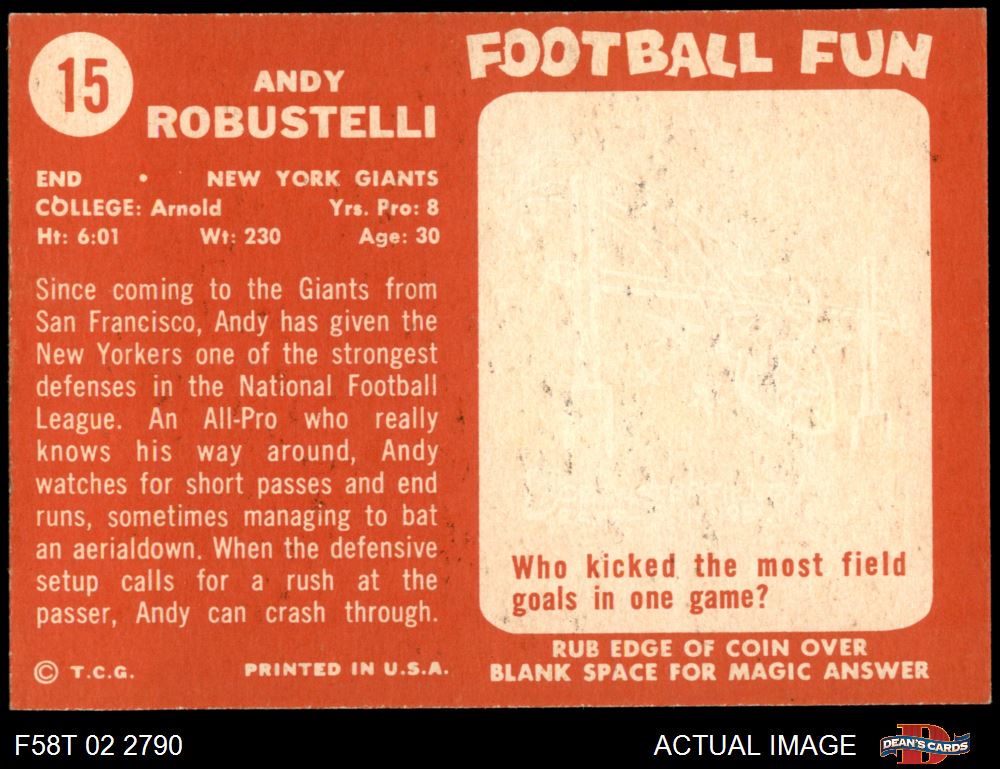 15
ANDY
ROBUSTELLI
END • NEW YORK GIANTS
COLLEGE: Arnold Yrs. Pro: 8
Ht: 6:01 Wt: 230 Age: 30
Since coming to the Giants from
San Francisco, Andy has given the
New Yorkers one of the strongest
defenses in the National Football
League. An All-Pro who really
knows his way around, Andy
watches for short passes and end
runs, sometimes managing to bat
an aerialdown. When the defensive
setup calls for a rush at the
passer, Andy can crash through.
© T.C.G. PRINTED IN U.S.A.
FOOTBALL FUN
Who kicked the most field
goals in one game?
RUB EDGE OF COIN OVER
BLANK SPACE FOR MAGIC ANSWER
F58T 02 2790
ACTUAL IMAGE
DEAN'S CARDS